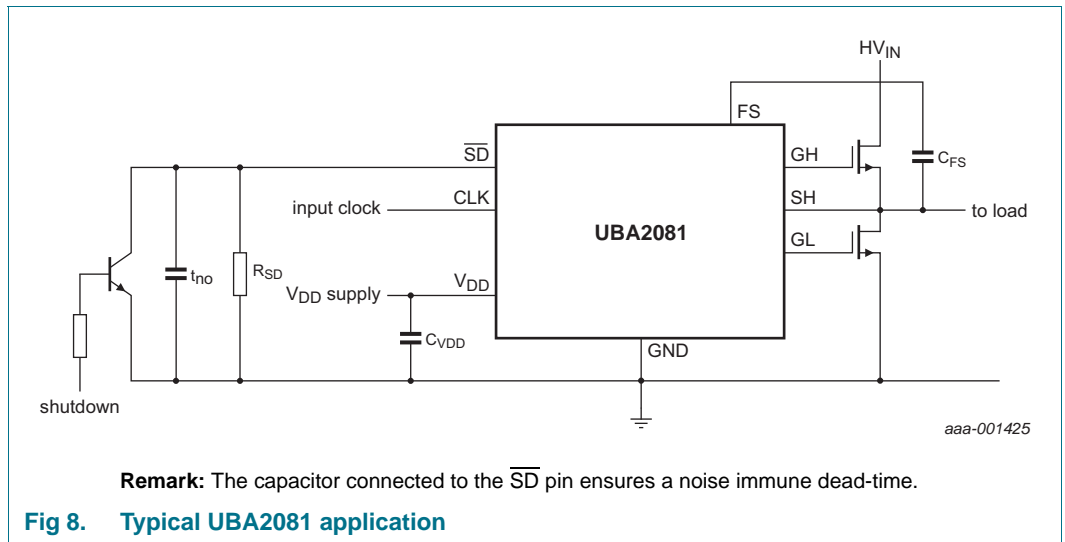 HV_IN
FS
SD̅
GH
C_FS
input clock
CLK
SH
to load
UBA2081
GL
t_no
R_SD
V_DD supply
V_DD
C_VDD
GND
shutdown
aaa-001425
Remark: The capacitor connected to the SD̅ pin ensures a noise immune dead-time.
Fig 8. Typical UBA2081 application